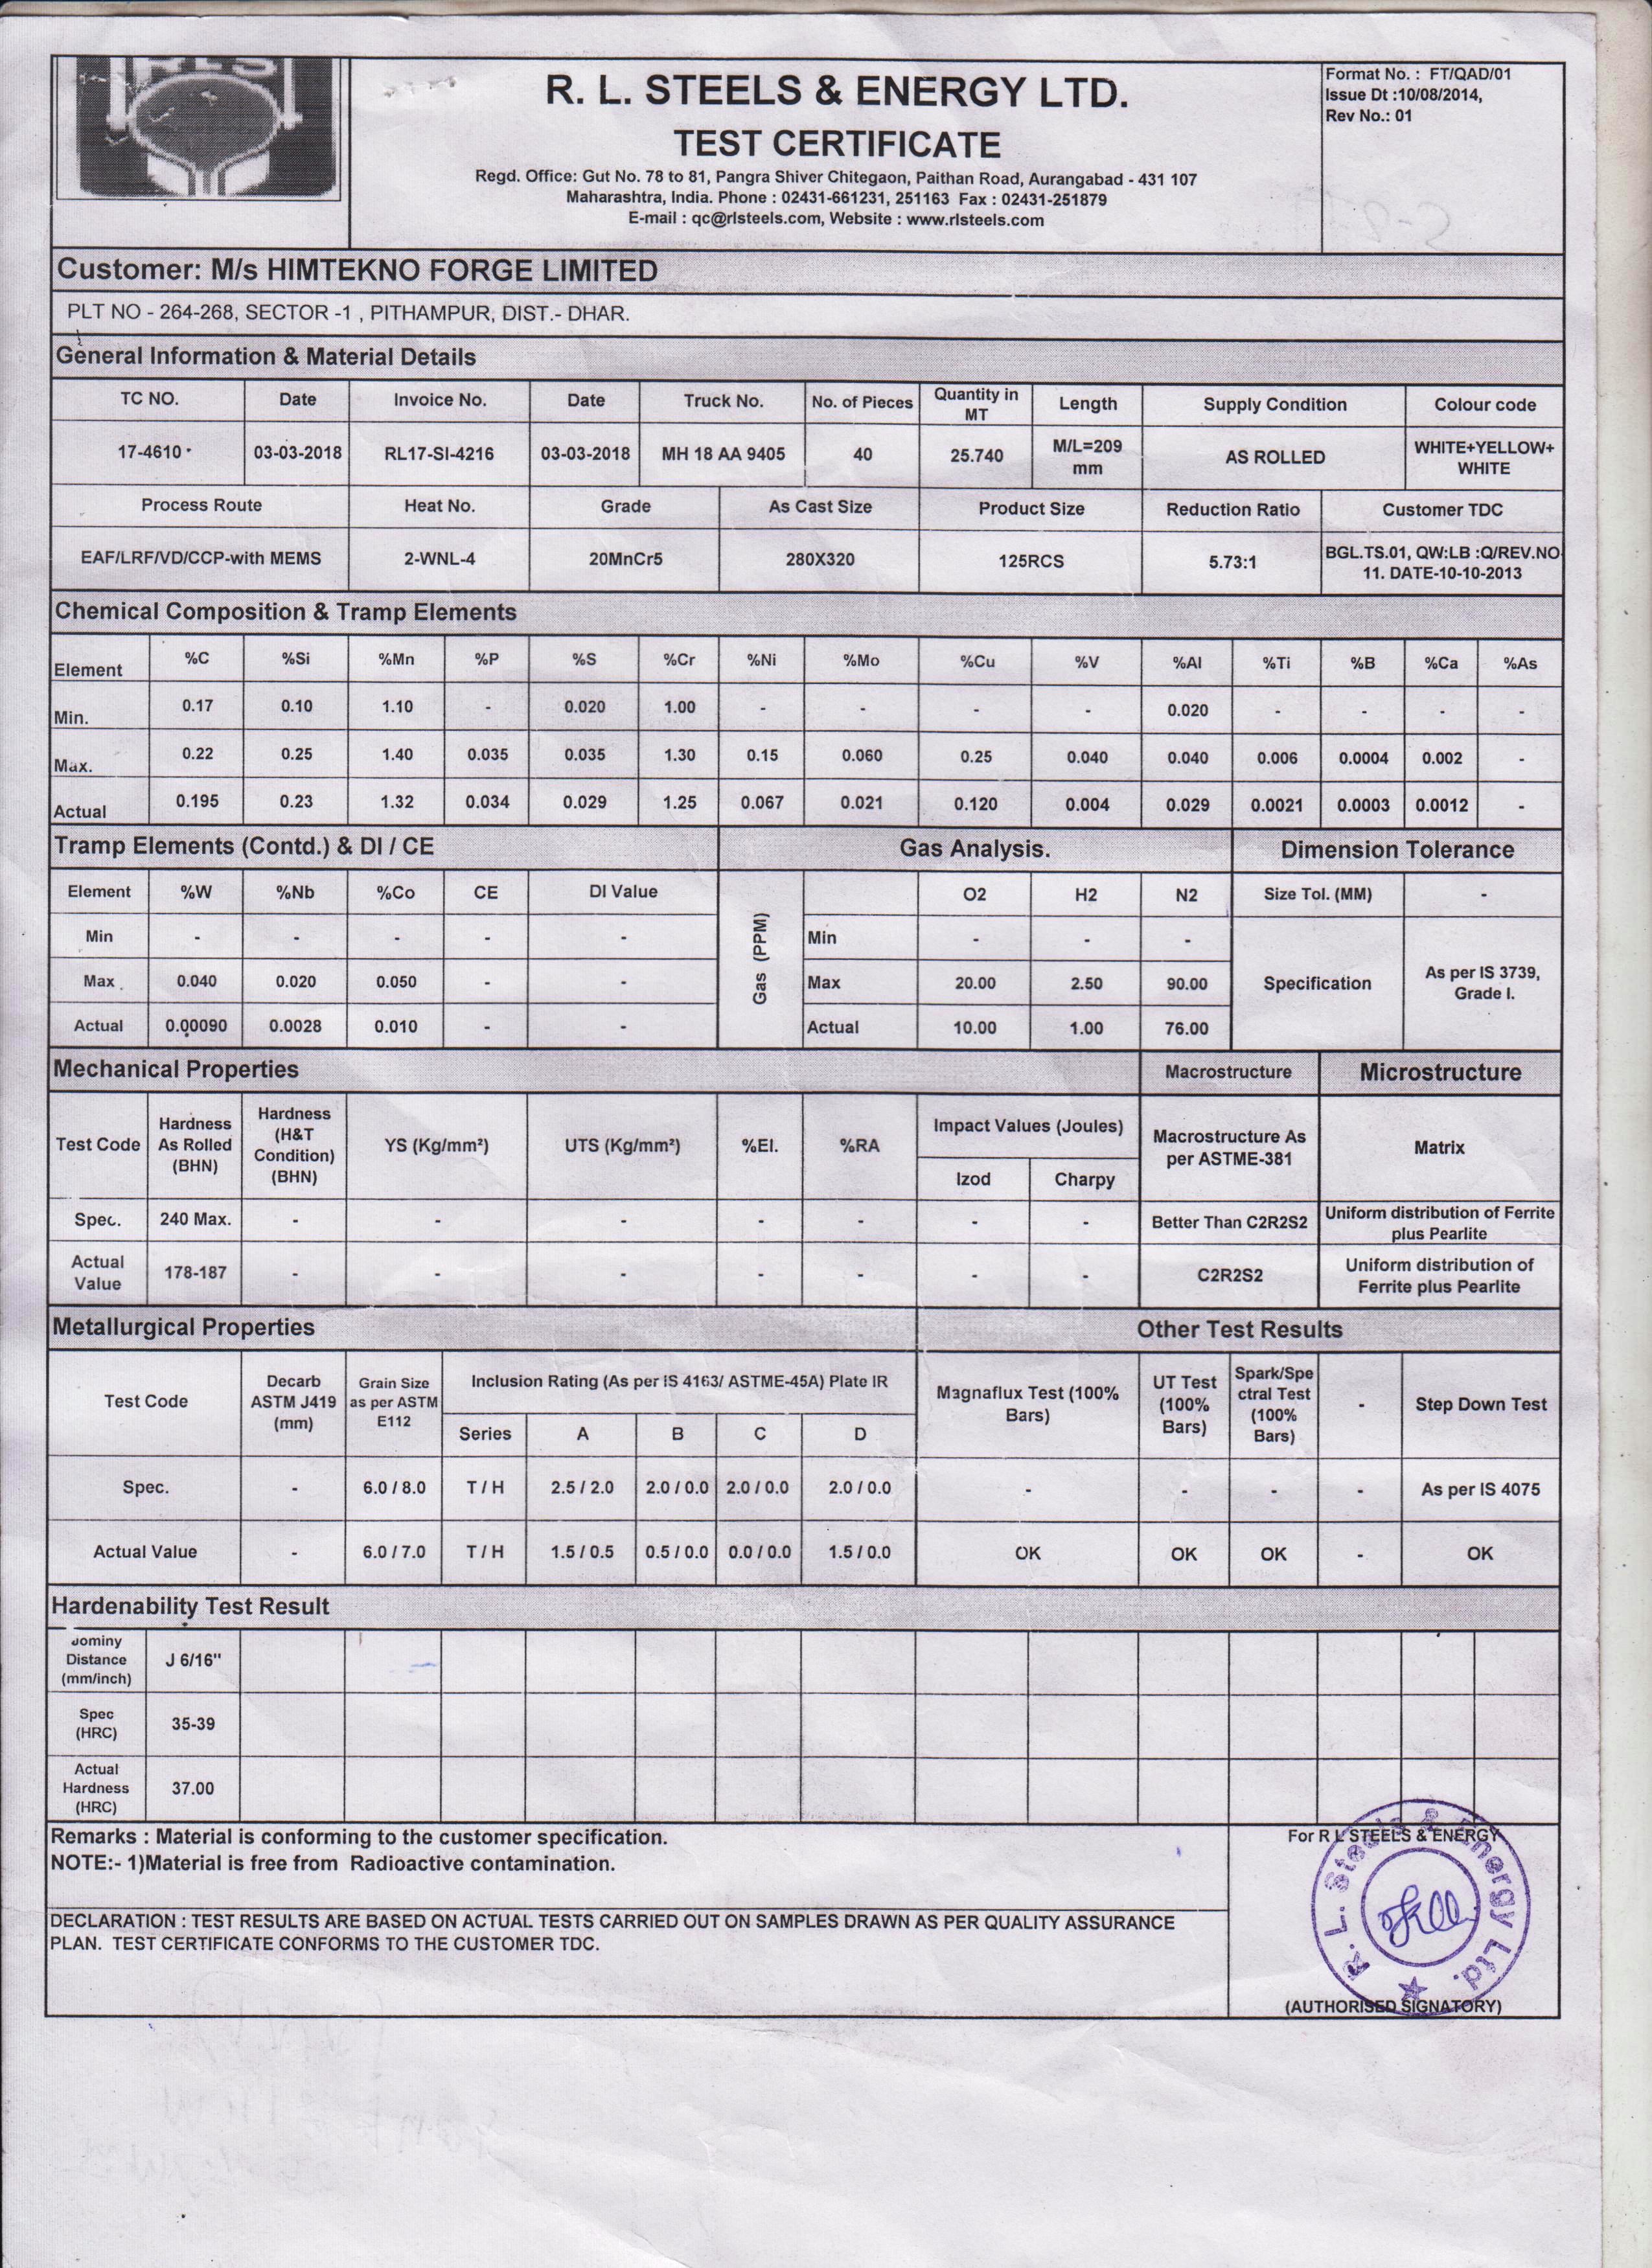 RLS
R. L. STEELS & ENERGY LTD.
TEST CERTIFICATE
Regd. Office: Gut No. 78 to 81, Pangra Shiver Chitegaon, Paithan Road, Aurangabad - 431 107
Maharashtra, India. Phone : 02431-661231, 251163 Fax : 02431-251879
E-mail : qc@rlsteels.com, Website : www.rlsteels.com
Format No. : FT/QAD/01
Issue Dt :10/08/2014,
Rev No.: 01
Customer: M/s HIMTEKNO FORGE LIMITED
PLT NO - 264-268, SECTOR -1 , PITHAMPUR, DIST.- DHAR.
General Information & Material Details
TC NO. Date Invoice No. Date Truck No. No. of Pieces Quantity in MT Length Supply Condition Colour code
17-4610 03-03-2018 RL17-SI-4216 03-03-2018 MH 18 AA 9405 40 25.740 M/L=209 mm AS ROLLED WHITE+YELLOW+ WHITE
Process Route Heat No. Grade As Cast Size Product Size Reduction Ratio Customer TDC
EAF/LRF/VD/CCP-with MEMS 2-WNL-4 20MnCr5 280X320 125RCS 5.73:1 BGL.TS.01, QW:LB :Q/REV.NO 11. DATE-10-10-2013
Chemical Composition & Tramp Elements
Element %C %Si %Mn %P %S %Cr %Ni %Mo %Cu %V %Al %Ti %B %Ca %As
Min. 0.17 0.10 1.10 - 0.020 1.00 - - - - 0.020 - - - -
Max. 0.22 0.25 1.40 0.035 0.035 1.30 0.15 0.060 0.25 0.040 0.040 0.006 0.0004 0.002 -
Actual 0.195 0.23 1.32 0.034 0.029 1.25 0.067 0.021 0.120 0.004 0.029 0.0021 0.0003 0.0012 -
Tramp Elements (Contd.) & DI / CE Gas Analysis. Dimension Tolerance
Element %W %Nb %Co CE DI Value Gas (PPM) O2 H2 N2 Size Tol. (MM) -
Min - - - - - Min - - - Specification As per IS 3739, Grade I.
Max 0.040 0.020 0.050 - - Max 20.00 2.50 90.00
Actual 0.00090 0.0028 0.010 - - Actual 10.00 1.00 76.00
Mechanical Properties Macrostructure Microstructure
Test Code Hardness As Rolled (BHN) Hardness (H&T Condition) (BHN) YS (Kg/mm²) UTS (Kg/mm²) %El. %RA Impact Values (Joules) Izod Charpy Macrostructure As per ASTME-381 Matrix
Spec. 240 Max. - - - - - - - Better Than C2R2S2 Uniform distribution of Ferrite plus Pearlite
Actual Value 178-187 - - - - - - - C2R2S2 Uniform distribution of Ferrite plus Pearlite
Metallurgical Properties Other Test Results
Test Code Decarb ASTM J419 (mm) Grain Size as per ASTM E112 Inclusion Rating (As per IS 4163/ ASTME-45A) Plate IR Magnaflux Test (100% Bars) UT Test (100% Bars) Spark/Spe ctral Test (100% Bars) - Step Down Test
Series A B C D
Spec. - 6.0 / 8.0 T / H 2.5 / 2.0 2.0 / 0.0 2.0 / 0.0 2.0 / 0.0 - - - - As per IS 4075
Actual Value - 6.0 / 7.0 T / H 1.5 / 0.5 0.5 / 0.0 0.0 / 0.0 1.5 / 0.0 OK OK OK - OK
Hardenability Test Result
Jominy Distance (mm/inch) J 6/16"
Spec (HRC) 35-39
Actual Hardness (HRC) 37.00
Remarks : Material is conforming to the customer specification.
NOTE:- 1)Material is free from Radioactive contamination.
DECLARATION : TEST RESULTS ARE BASED ON ACTUAL TESTS CARRIED OUT ON SAMPLES DRAWN AS PER QUALITY ASSURANCE
PLAN. TEST CERTIFICATE CONFORMS TO THE CUSTOMER TDC.
For R L STEELS & ENERGY
R. L. Steels & Energy Ltd.
(AUTHORISED SIGNATORY)